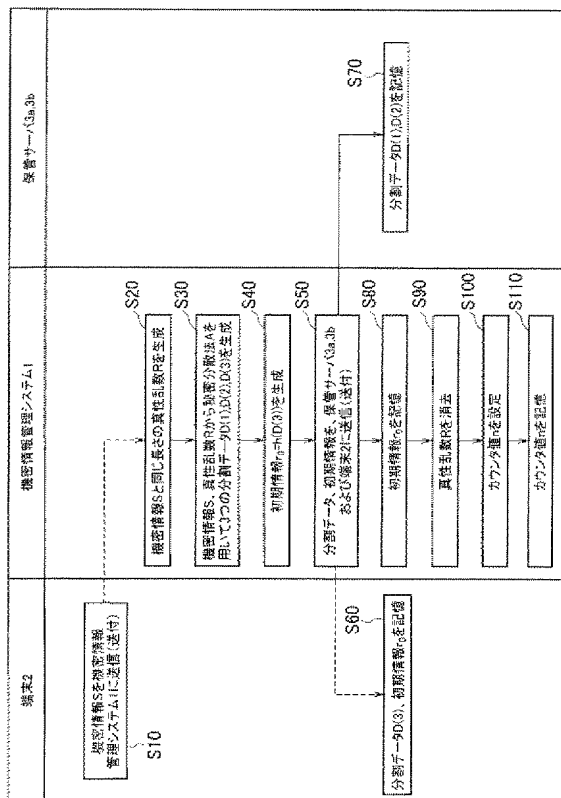 端末2
機密情報管理システム1
保管サーバ3a,3b
機密情報Sを機密情報
管理システム1に送信(送付)
S10
S20
機密情報Sと同じ長さの真性乱数Rを生成
S30
機密情報S、真性乱数Rから秘密分散法Aを
用いて3つの分割データD(1),D(2),D(3)を生成
S40
初期情報r₀=h(D(3))を生成
S50
分割データ、初期情報を、保管サーバ3a,3b
および端末2に送信(送付)
S60
分割データD(3)、初期情報r₀を記憶
S70
分割データD(1),D(2)を記憶
S80
初期情報r₀を記憶
S90
真性乱数Rを消去
S100
カウンタ値nを設定
S110
カウンタ値nを記憶